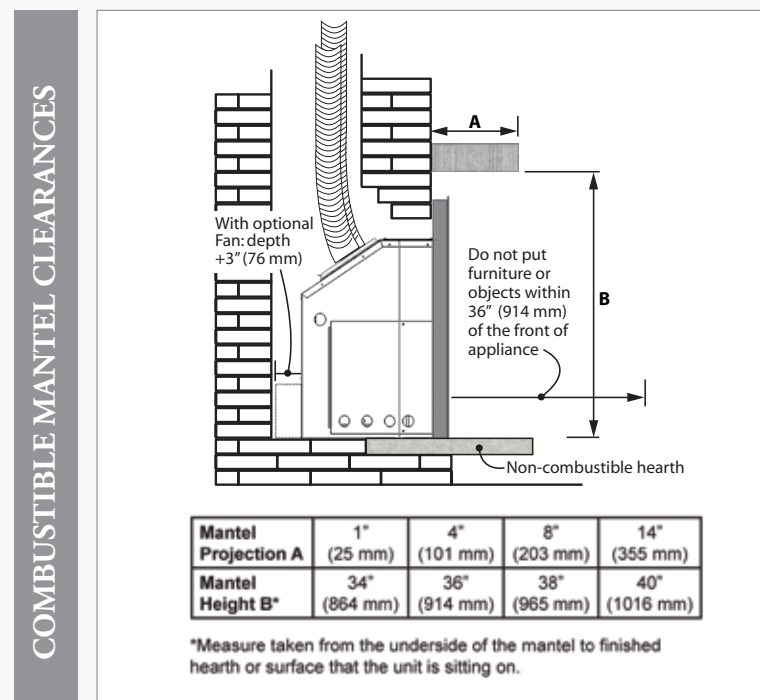 COMBUSTIBLE MANTEL CLEARANCES
A
With optional
Fan: depth
+3" (76 mm)
Do not put
furniture or
objects within
36" (914 mm)
of the front of
appliance
B
Non-combustible hearth
Mantel Projection A 1" (25 mm) 4" (101 mm) 8" (203 mm) 14" (355 mm)
Mantel Height B* 34" (864 mm) 36" (914 mm) 38" (965 mm) 40" (1016 mm)
*Measure taken from the underside of the mantel to finished
hearth or surface that the unit is sitting on.